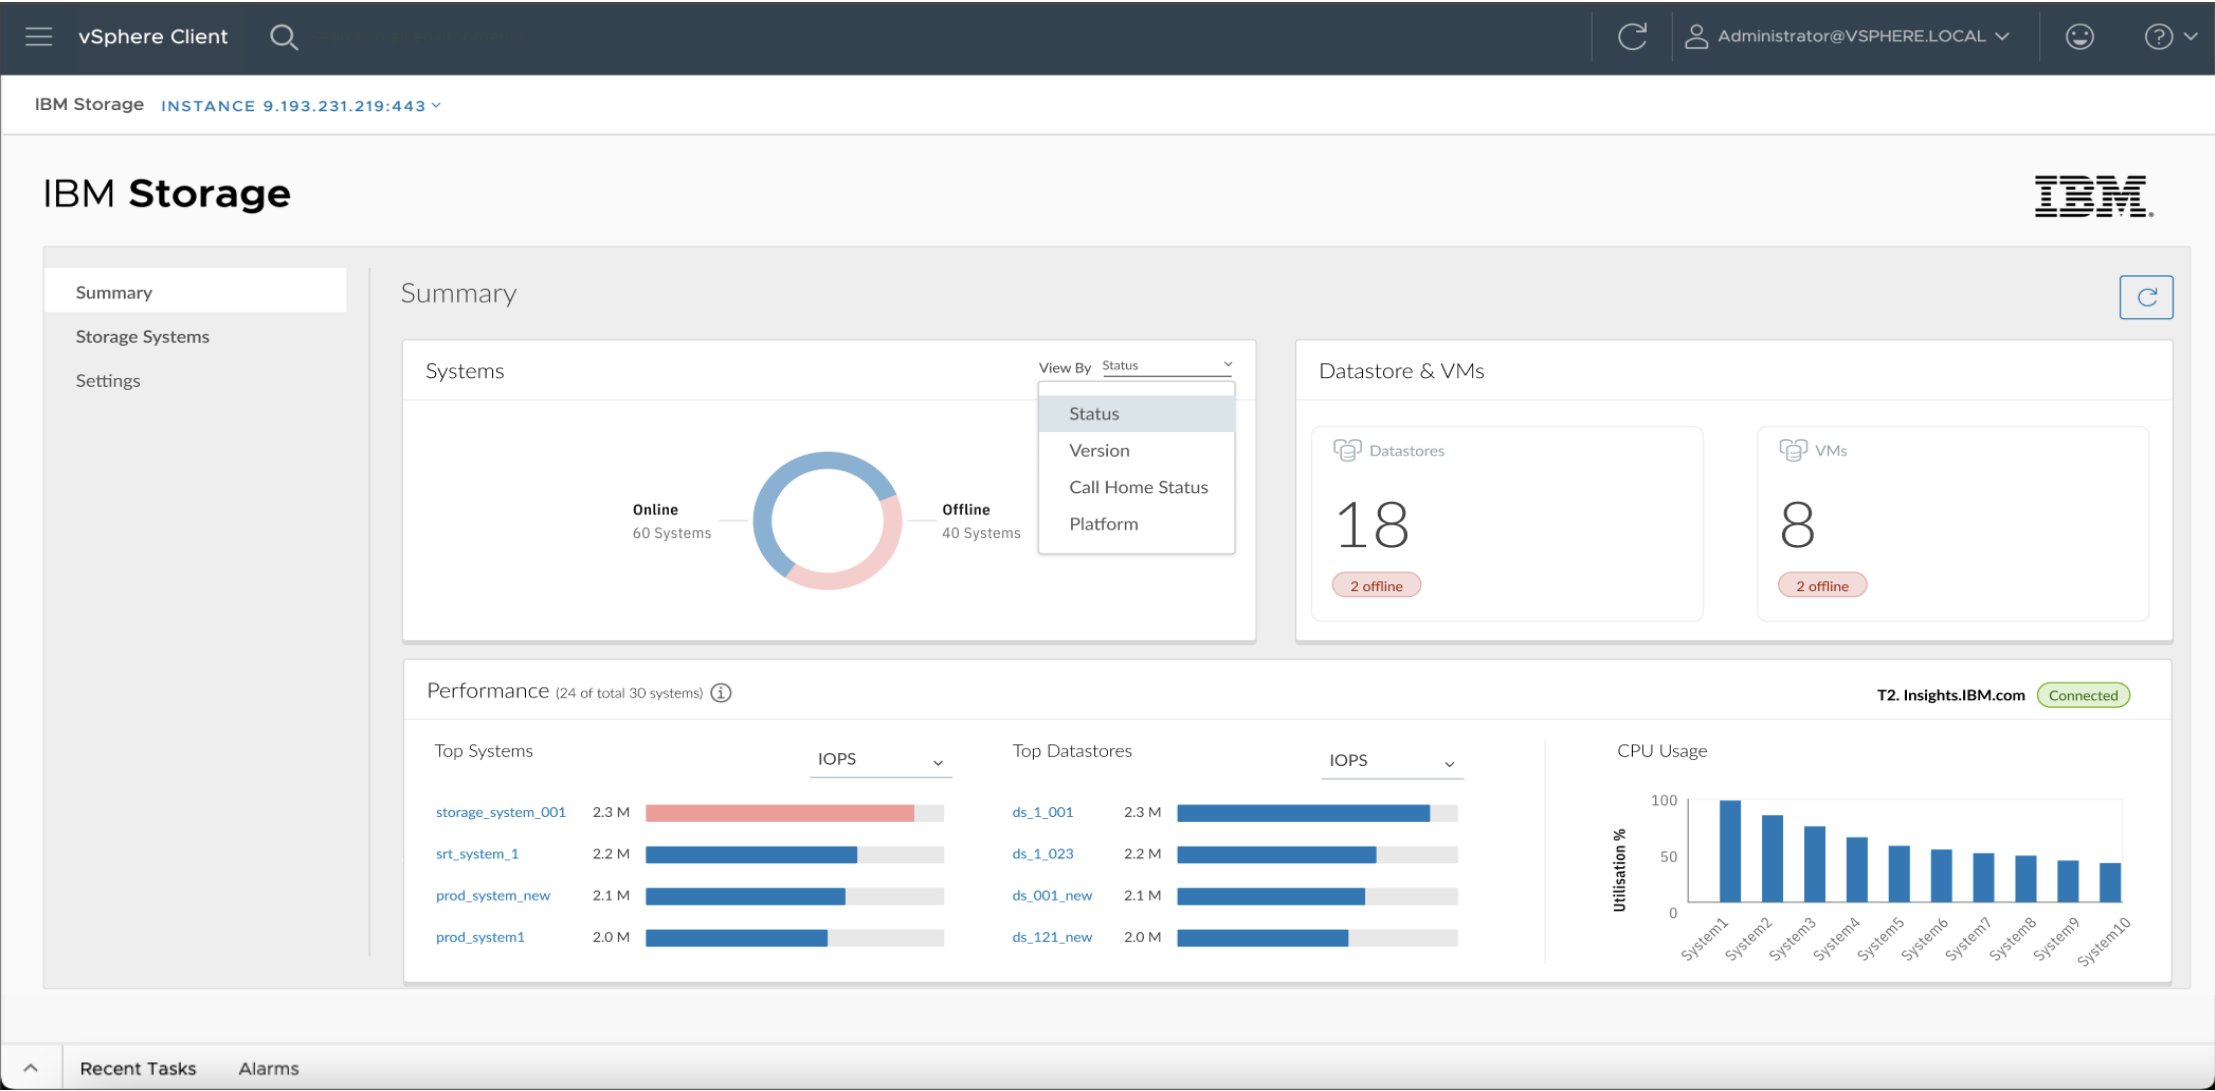 vSphere Client
Administrator@VSPHERE.LOCAL
IBM Storage INSTANCE 9.193.231.219:443
IBM Storage
IBM
Summary
Storage Systems
Settings
Summary
Systems
View By Status
Status
Version
Call Home Status
Platform
Online
60 Systems
Offline
40 Systems
Datastore & VMs
Datastores
18
2 offline
VMs
8
2 offline
Performance (24 of total 30 systems)
T2. Insights.IBM.com Connected
Top Systems IOPS
storage_system_001 2.3 M
srt_system_1 2.2 M
prod_system_new 2.1 M
prod_system1 2.0 M
Top Datastores IOPS
ds_1_001 2.3 M
ds_1_023 2.2 M
ds_001_new 2.1 M
ds_121_new 2.0 M
CPU Usage
Utilisation %
100
50
0
System1
System2
System3
System4
System5
System6
System7
System8
System9
System10
Recent Tasks Alarms